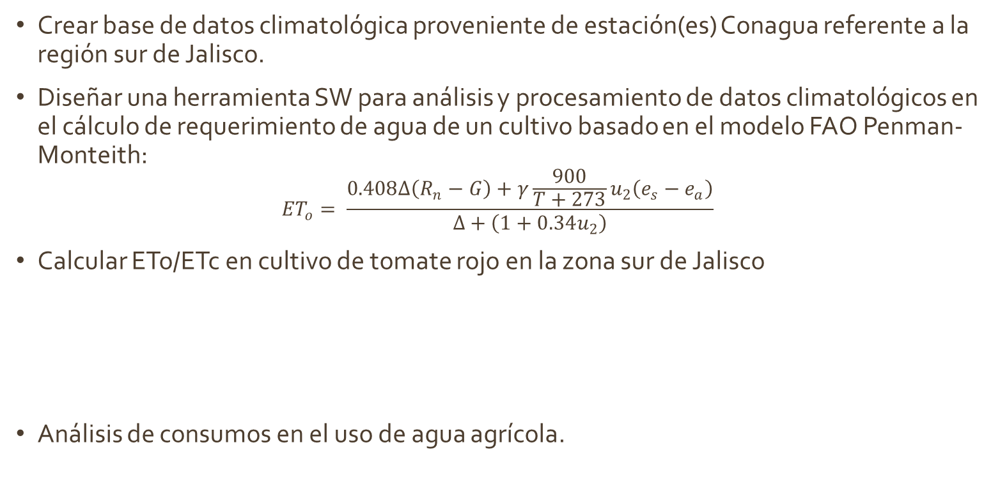 • Crear base de datos climatológica proveniente de estación(es) Conagua referente a la
región sur de Jalisco.
• Diseñar una herramienta SW para análisis y procesamiento de datos climatológicos en
el cálculo de requerimiento de agua de un cultivo basado en el modelo FAO Penman-
Monteith:
ET_o = \frac{0.408Δ(R_n − G) + γ \frac{900}{T + 273} u_2(e_s − e_a)}{Δ + (1 + 0.34u_2)}
• Calcular ETo/ETc en cultivo de tomate rojo en la zona sur de Jalisco
• Análisis de consumos en el uso de agua agrícola.